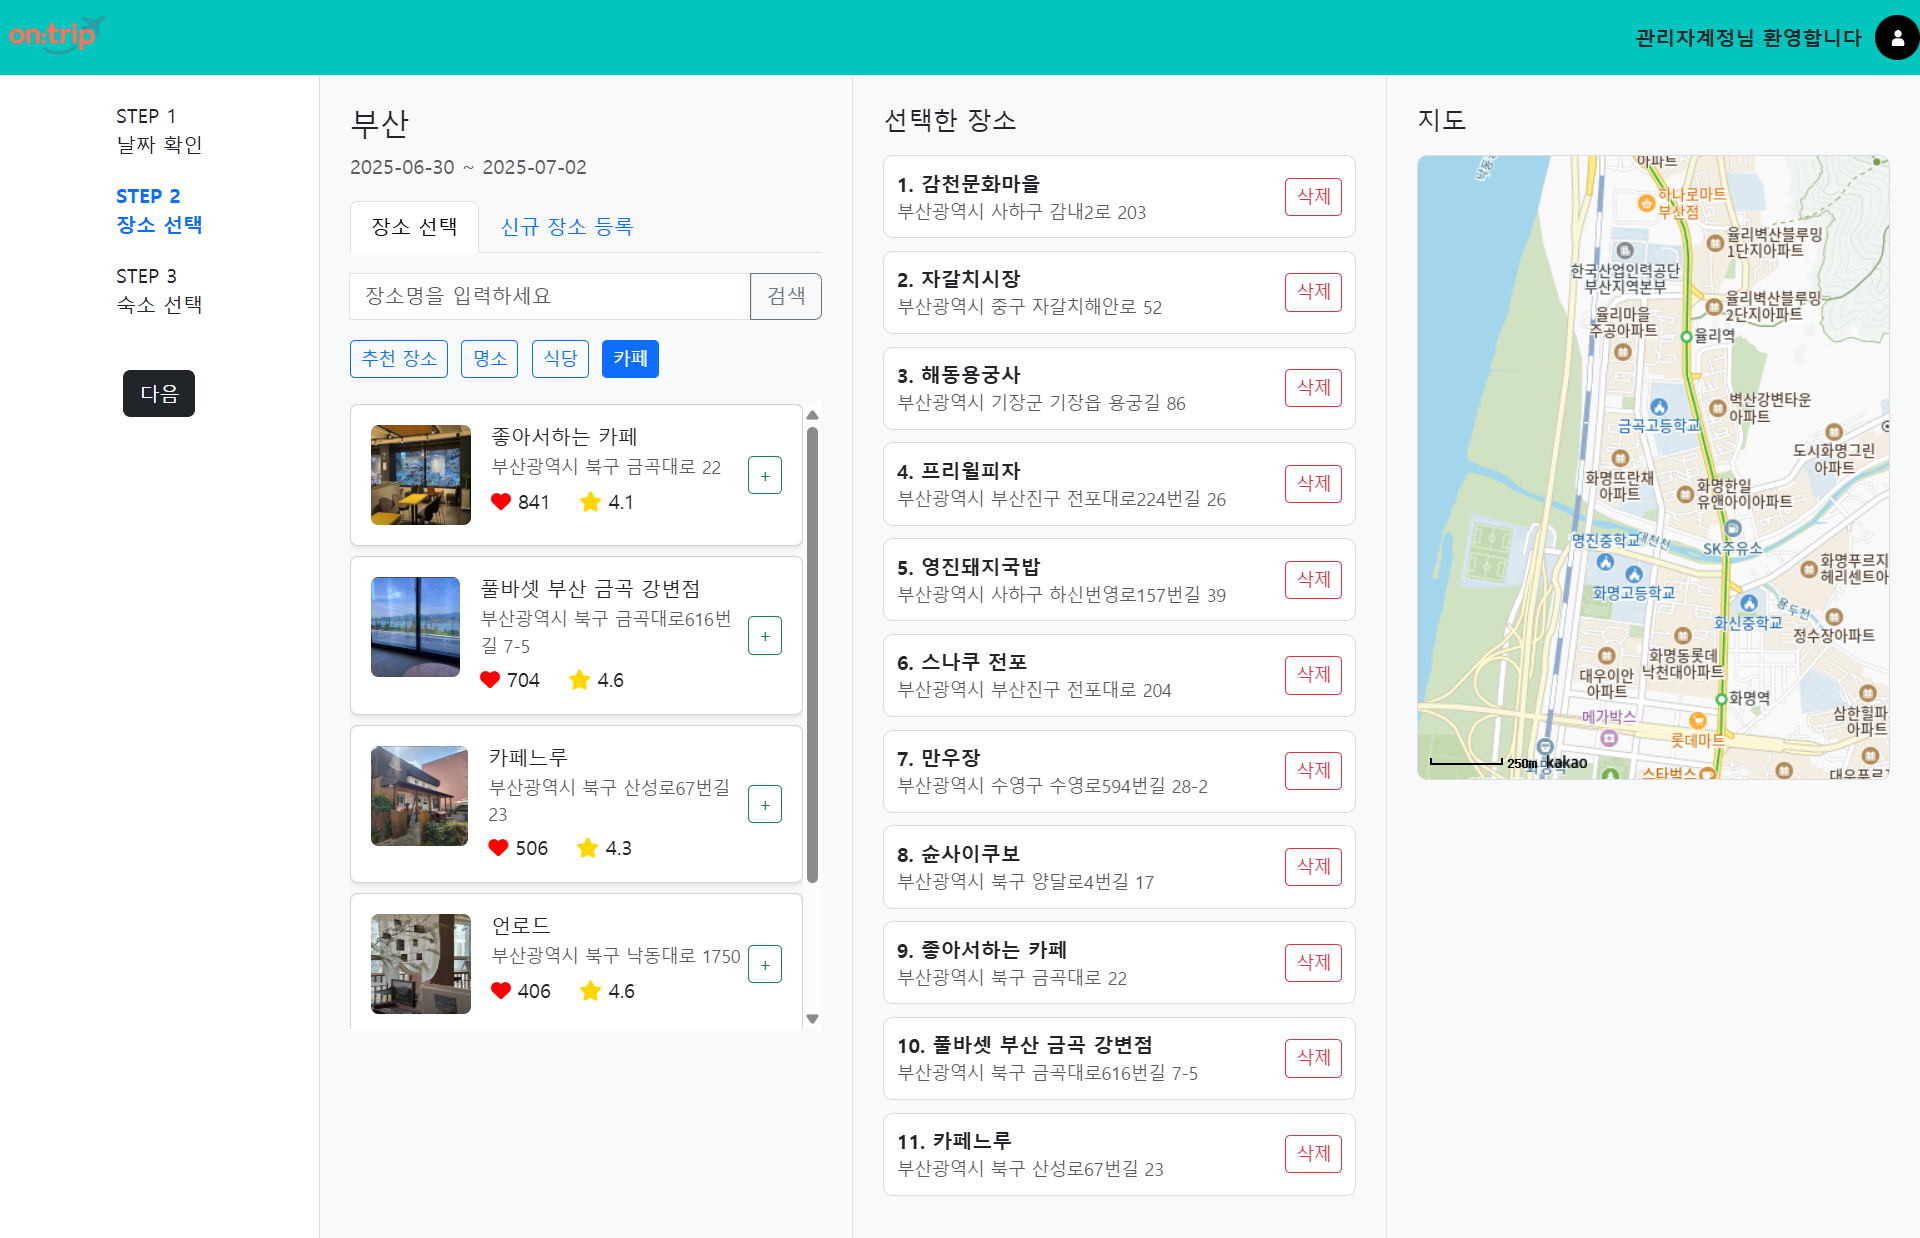 on:trip
관리자계정님 환영합니다
STEP 1
날짜 확인
STEP 2
장소 선택
STEP 3
숙소 선택
다음
부산
2025-06-30 ~ 2025-07-02
장소 선택
신규 장소 등록
장소명을 입력하세요
검색
추천 장소
명소
식당
카페
좋아서하는 카페
부산광역시 북구 금곡대로 22
841
4.1
+
풀바셋 부산 금곡 강변점
부산광역시 북구 금곡대로616번
길 7-5
704
4.6
+
카페느루
부산광역시 북구 산성로67번길
23
506
4.3
+
언로드
부산광역시 북구 낙동대로 1750
406
4.6
+
선택한 장소
1. 감천문화마을
부산광역시 사하구 감내2로 203
삭제
2. 자갈치시장
부산광역시 중구 자갈치해안로 52
삭제
3. 해동용궁사
부산광역시 기장군 기장읍 용궁길 86
삭제
4. 프리윌피자
부산광역시 부산진구 전포대로224번길 26
삭제
5. 영진돼지국밥
부산광역시 사하구 하신번영로157번길 39
삭제
6. 스나쿠 전포
부산광역시 부산진구 전포대로 204
삭제
7. 만우장
부산광역시 수영구 수영로594번길 28-2
삭제
8. 슌사이쿠보
부산광역시 북구 양달로4번길 17
삭제
9. 좋아서하는 카페
부산광역시 북구 금곡대로 22
삭제
10. 풀바셋 부산 금곡 강변점
부산광역시 북구 금곡대로616번길 7-5
삭제
11. 카페느루
부산광역시 북구 산성로67번길 23
삭제
지도
아파트
하나로마트
부산점
율리벽산블루밍
1단지아파트
한국산업인력공단
부산지역본부
율리벽산블루밍
2단지아파트
율리마을
주공아파트
율리역
벽산강변타운
아파트
금곡고등학교
도시화명그린
아파트
화명뜨란채
아파트
화명한일
유앤아이아파트
명진중학교
대천천
SK주유소
화명푸르지
헤리센트아
화명고등학교
용두천
화신중학교
정수장아파트
화명동롯데
낙천대아파트
대우이안
아파트
화명역
메가박스
롯데마트
삼한힐파
아파트
250m
kakao
스타벅스
대우푸르지